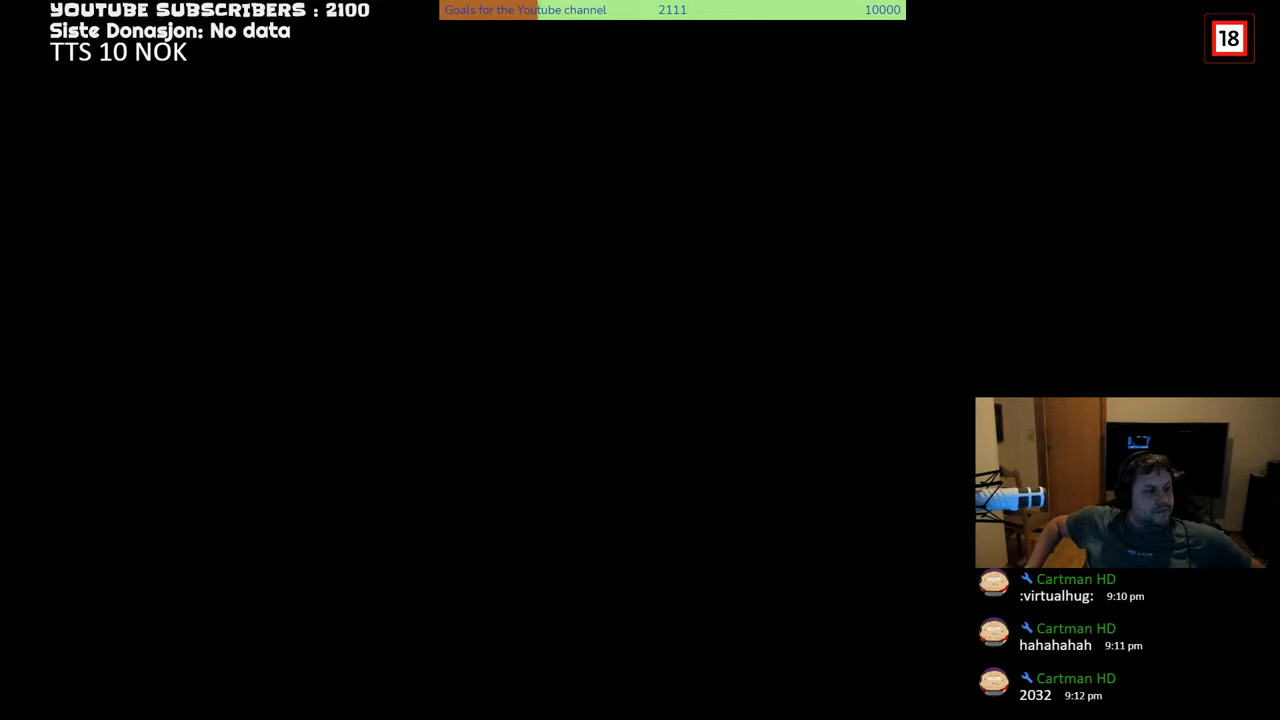 YOUTUBE SUBSCRIBERS : 2100
Siste Donasjon: No data
TTS 10 NOK
Goals for the Youtube channel 2111 10000
18
Cartman HD
:virtualhug: 9:10 pm
Cartman HD
hahahahah 9:11 pm
Cartman HD
2032 9:12 pm